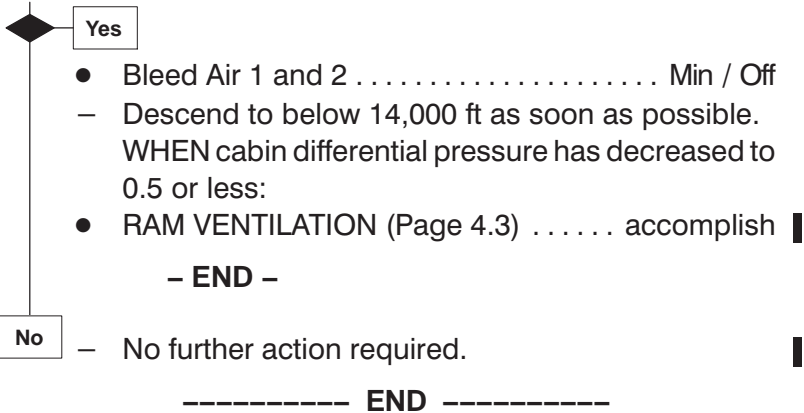 Yes
● Bleed Air 1 and 2 . . . . . . . . . . . . . . . . . . . . . Min / Off
– Descend to below 14,000 ft as soon as possible.
WHEN cabin differential pressure has decreased to
0.5 or less:
● RAM VENTILATION (Page 4.3) . . . . . . accomplish
– END –
No
– No further action required.
–––––––––– END ––––––––––